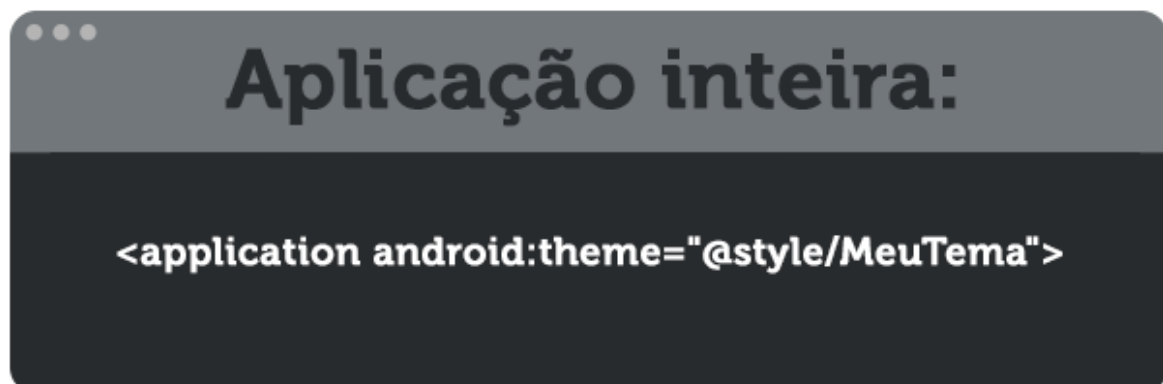 Aplicação inteira:
<application android:theme="@style/MeuTema">